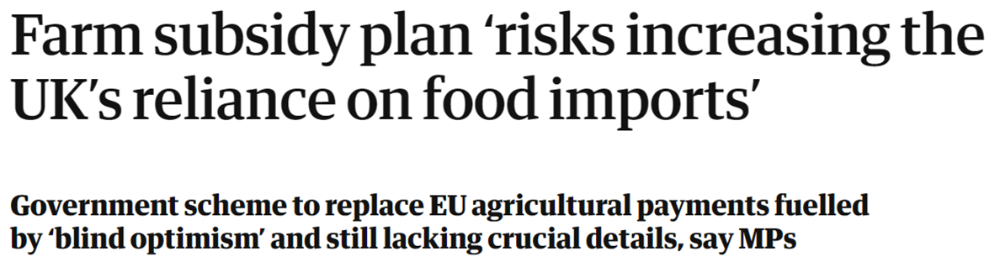 Farm subsidy plan ‘risks increasing the
UK’s reliance on food imports’
Government scheme to replace EU agricultural payments fuelled
by ‘blind optimism’ and still lacking crucial details, say MPs